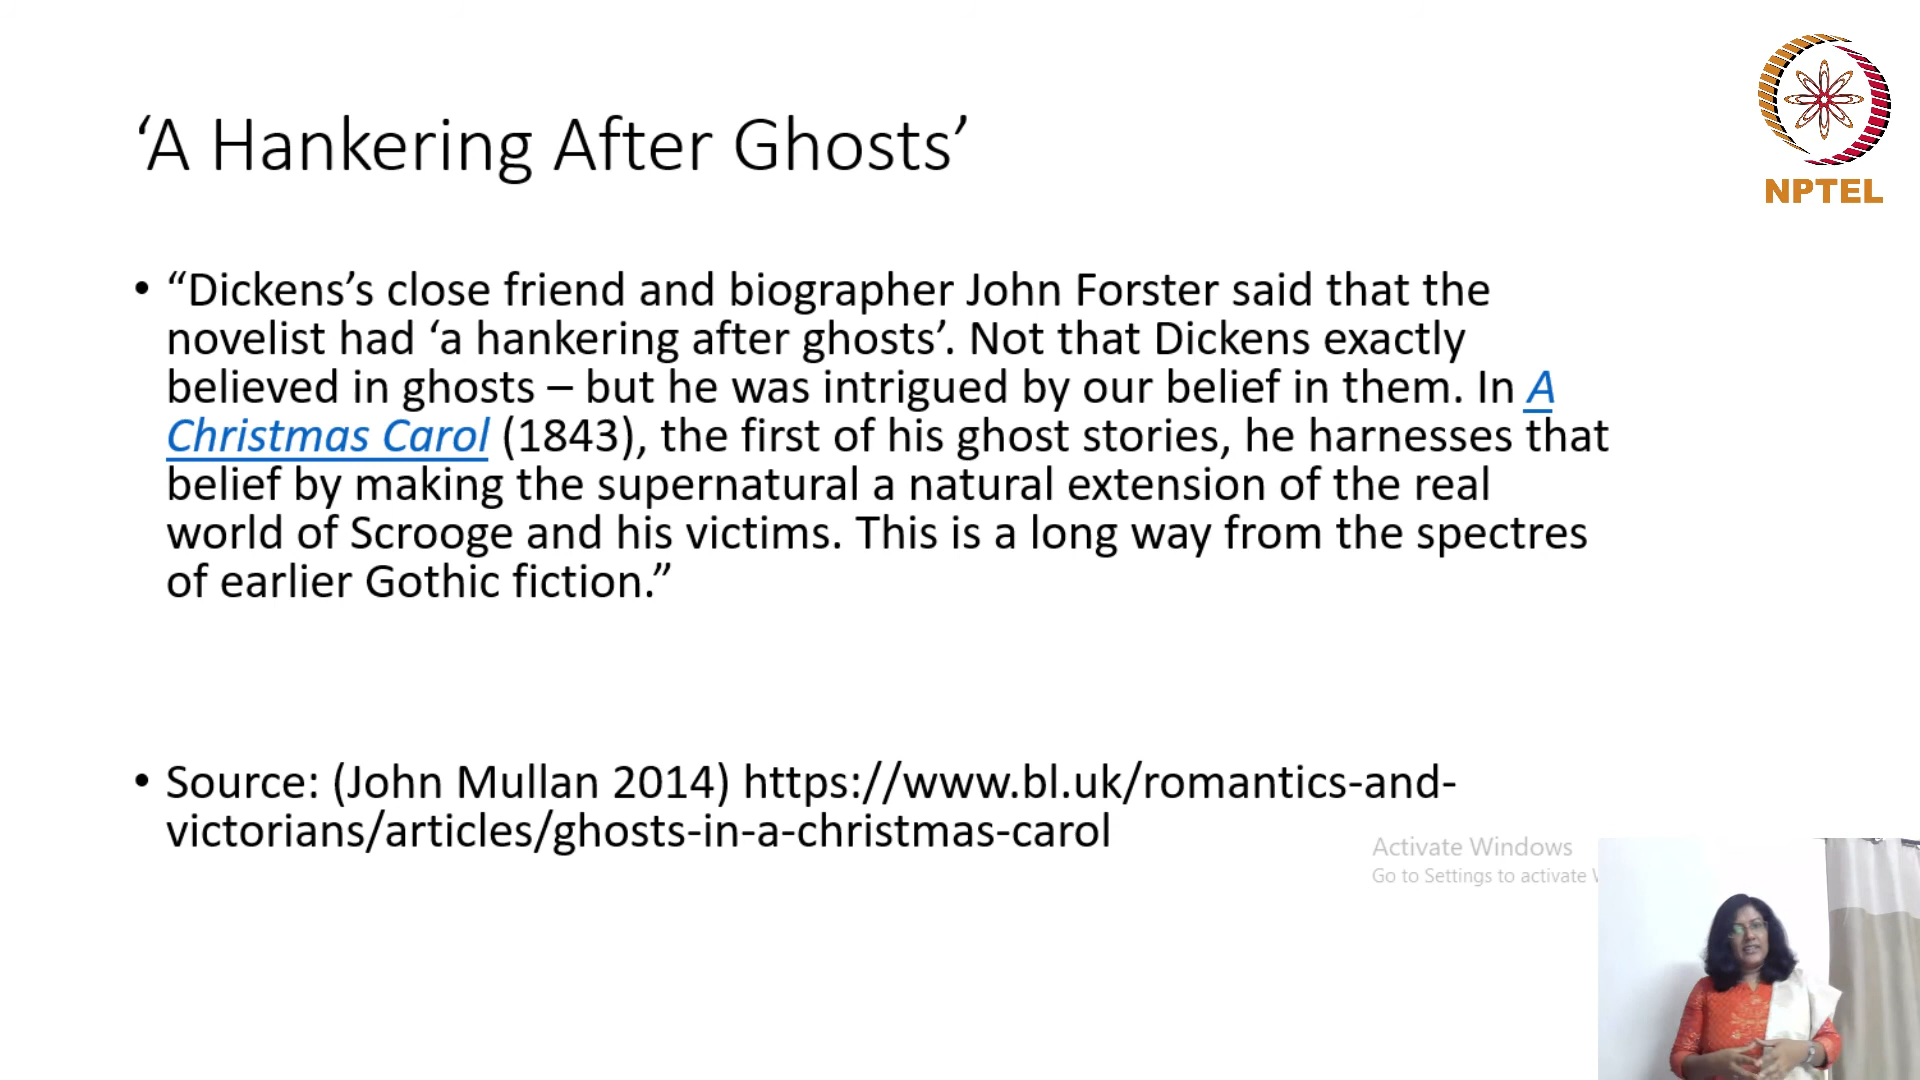 ‘A Hankering After Ghosts’
NPTEL
• “Dickens’s close friend and biographer John Forster said that the
novelist had ‘a hankering after ghosts’. Not that Dickens exactly
believed in ghosts – but he was intrigued by our belief in them. In A
Christmas Carol (1843), the first of his ghost stories, he harnesses that
belief by making the supernatural a natural extension of the real
world of Scrooge and his victims. This is a long way from the spectres
of earlier Gothic fiction.”
• Source: (John Mullan 2014) https://www.bl.uk/romantics-and-
victorians/articles/ghosts-in-a-christmas-carol
Activate Windows
Go to Settings to activate